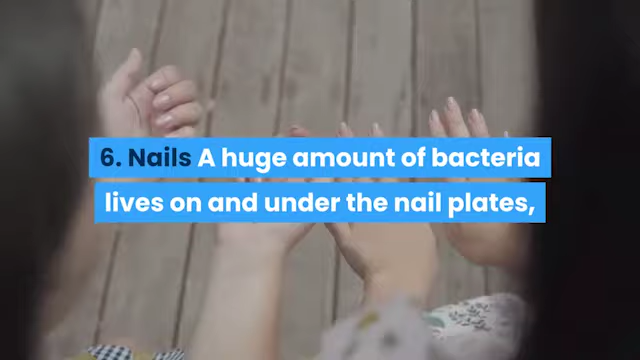 6. Nails A huge amount of bacteria
lives on and under the nail plates,